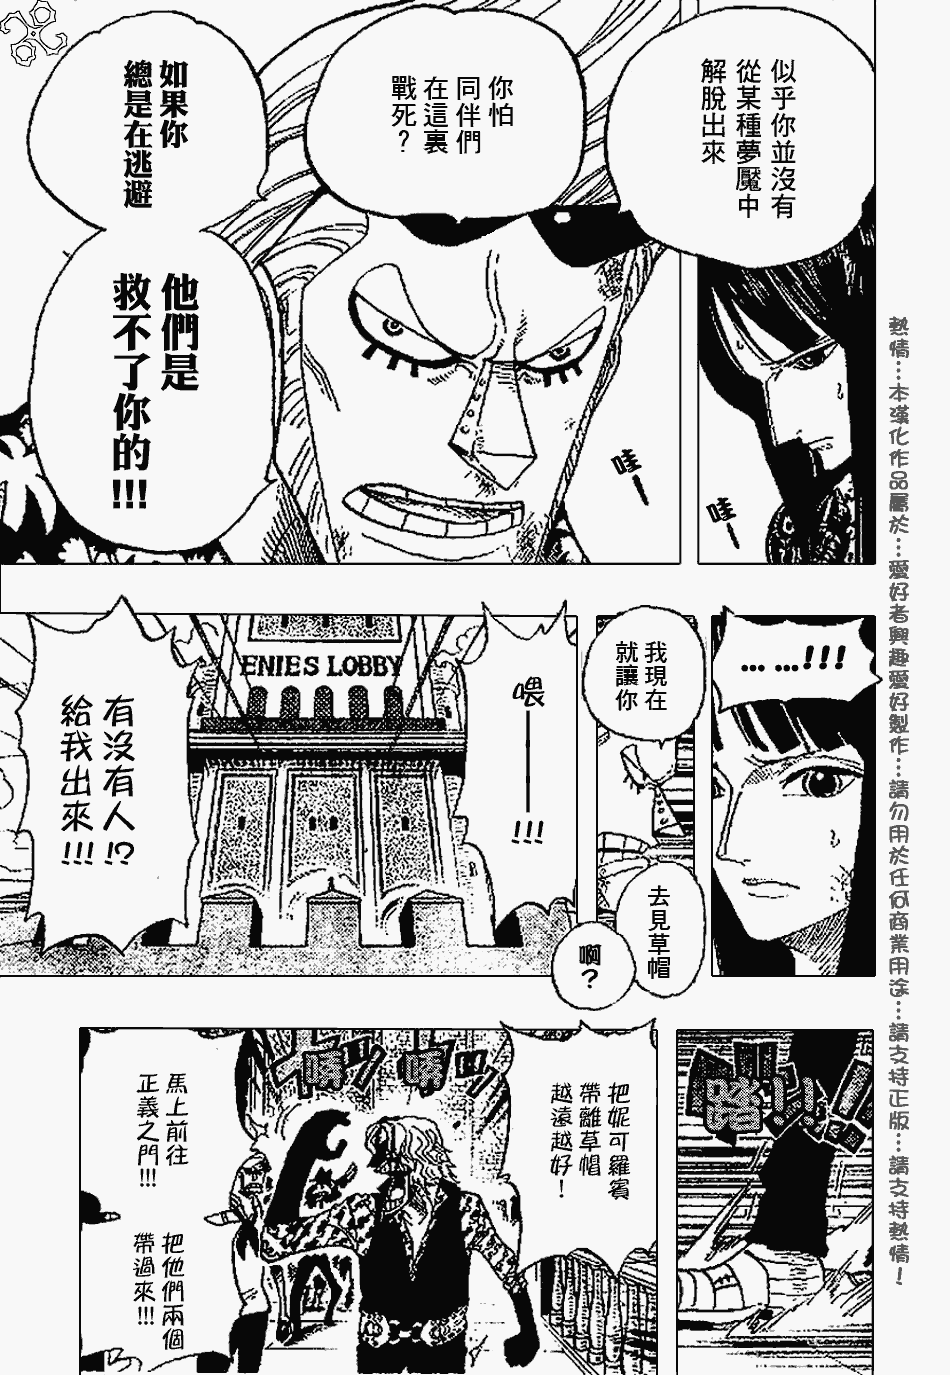 似乎你並沒有
從某種夢魘中
解脫出來
你怕
同伴們
在這裏
戰死？
如果你
總是在逃避
他們是
救不了你的!!!
哇ー
哇ー
……!!!
我現在
就讓你
去見草帽
啊？
喂——!!!
ENIES LOBBY
有沒有人!?
給我出來!!!
踏
把妮可羅賓
帶離草帽
越遠越好！
呀
呀
馬上前往
正義之門!!!
把他們兩個
帶過來!!!
熱情…本漢化作品屬於…愛好者興趣愛好製作…請勿用於任何商業用途…請支持正版…請支持熱情！